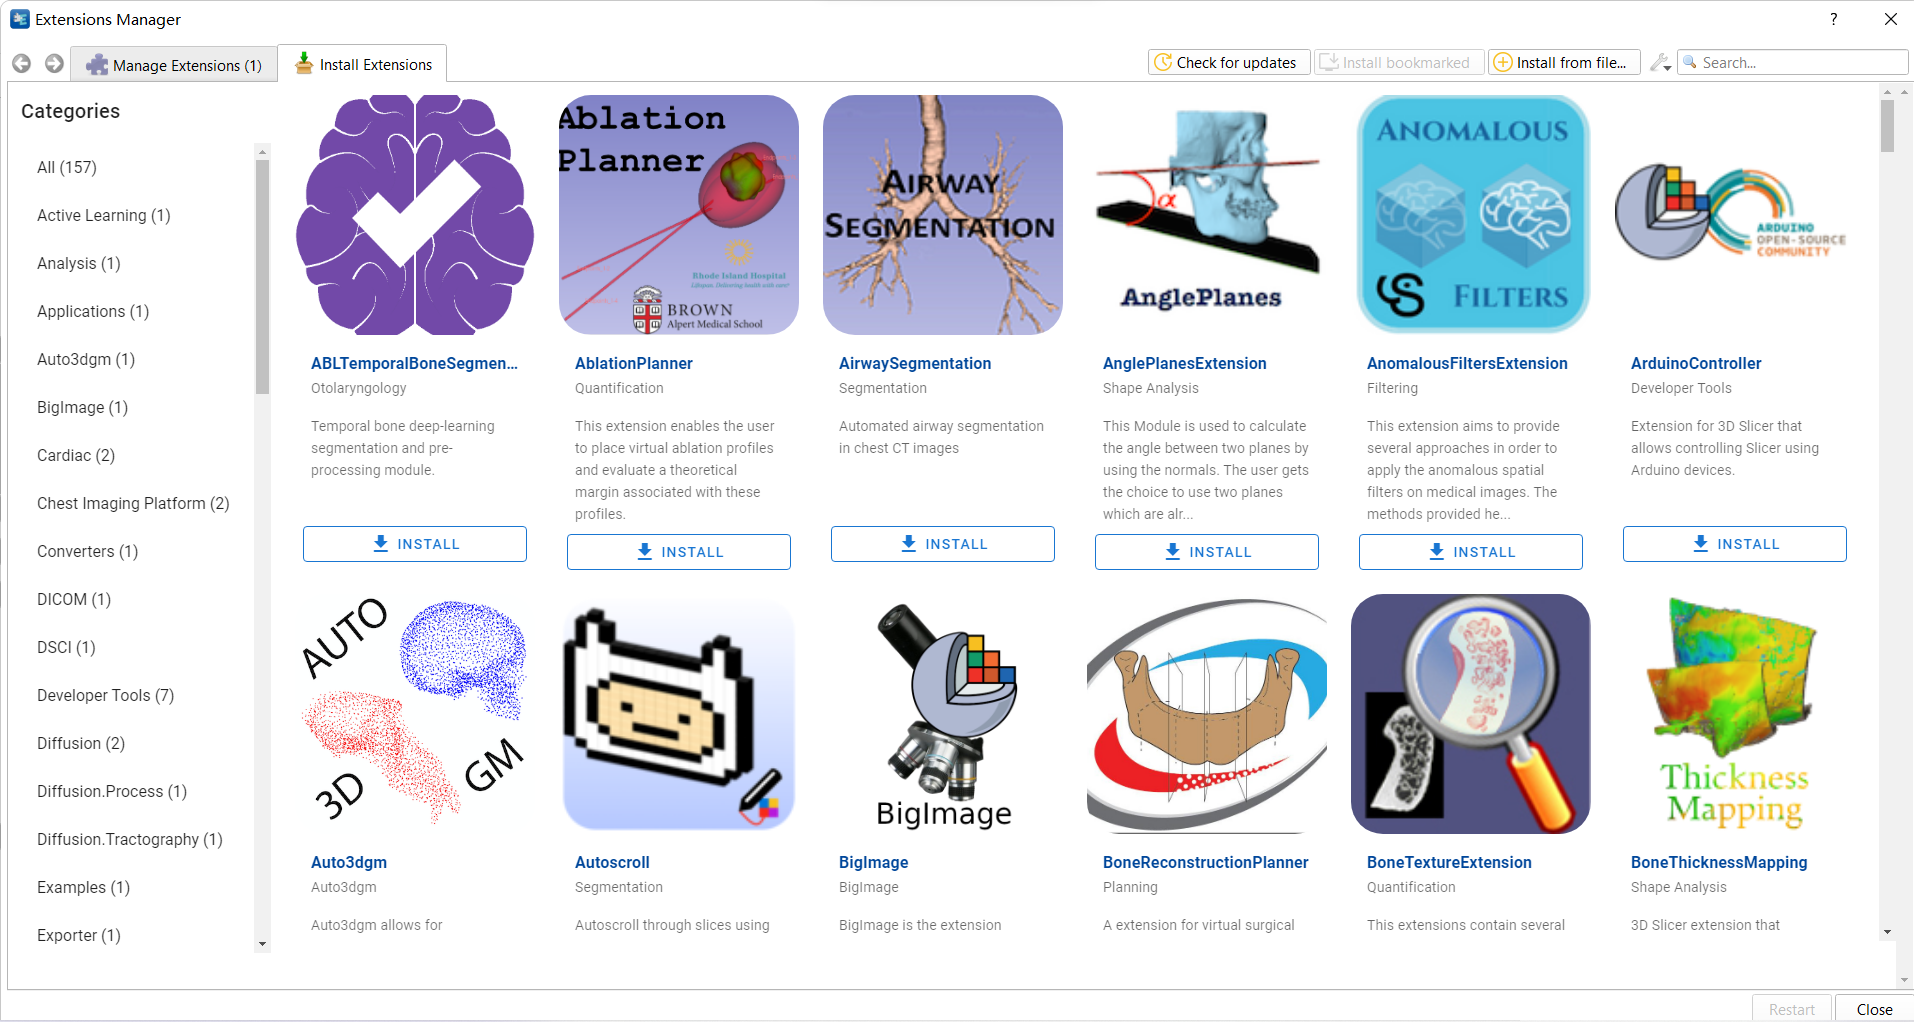 Extensions Manager
?
Manage Extensions (1)
Install Extensions
Check for updates
Install bookmarked
Install from file...
Search...
Categories
All (157)
Active Learning (1)
Analysis (1)
Applications (1)
Auto3dgm (1)
BigImage (1)
Cardiac (2)
Chest Imaging Platform (2)
Converters (1)
DICOM (1)
DSCI (1)
Developer Tools (7)
Diffusion (2)
Diffusion.Process (1)
Diffusion.Tractography (1)
Examples (1)
Exporter (1)
ABLTemporalBoneSegmen...
Otolaryngology
Temporal bone deep-learning
segmentation and pre-
processing module.
INSTALL
Ablation
Planner
Rhode Island Hospital
Lifespan. Delivering health with care.
BROWN
Alpert Medical School
AblationPlanner
Quantification
This extension enables the user
to place virtual ablation profiles
and evaluate a theoretical
margin associated with these
profiles.
INSTALL
AIRWAY
SEGMENTATION
AirwaySegmentation
Segmentation
Automated airway segmentation
in chest CT images
INSTALL
α
AnglePlanes
AnglePlanesExtension
Shape Analysis
This Module is used to calculate
the angle between two planes by
using the normals. The user gets
the choice to use two planes
which are alr...
INSTALL
ANOMALOUS
FILTERS
AnomalousFiltersExtension
Filtering
This extension aims to provide
several approaches in order to
apply the anomalous spatial
filters on medical images. The
methods provided he...
INSTALL
ARDUINO
OPEN-SOURCE
COMMUNITY
ArduinoController
Developer Tools
Extension for 3D Slicer that
allows controlling Slicer using
Arduino devices.
INSTALL
AUTO
3D
GM
Auto3dgm
Auto3dgm
Auto3dgm allows for
Autoscroll
Segmentation
Autoscroll through slices using
BigImage
BigImage
BigImage
BigImage is the extension
BoneReconstructionPlanner
Planning
A extension for virtual surgical
BoneTextureExtension
Quantification
This extensions contain several
Thickness
Mapping
BoneThicknessMapping
Shape Analysis
3D Slicer extension that
Restart
Close